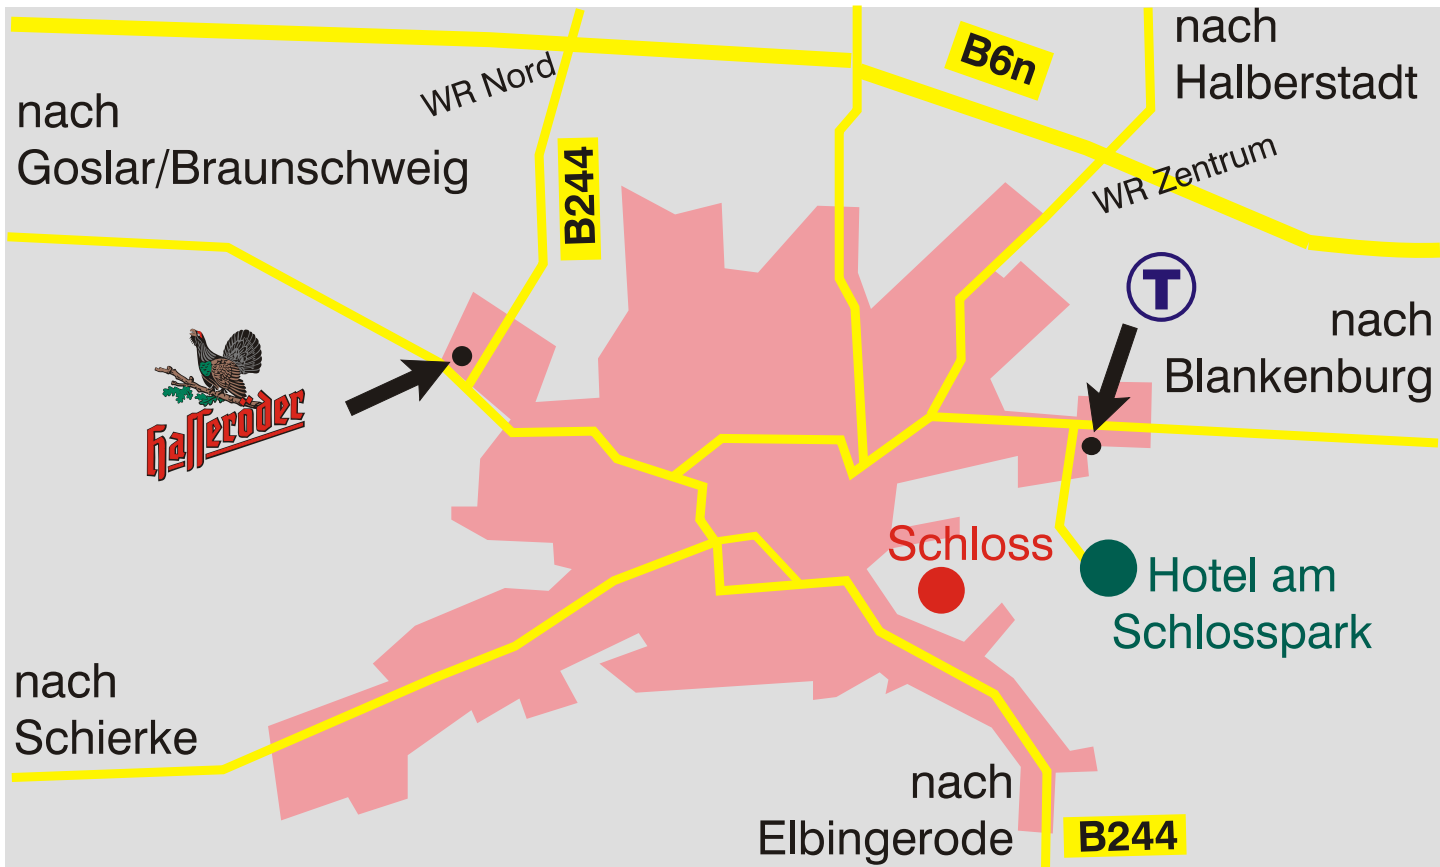 B6n
nach
Halberstadt
WR Nord
nach
Goslar/Braunschweig
B244
WR Zentrum
T
nach
Blankenburg
Hasseröder
Schloss
Hotel am
Schlosspark
nach
Schierke
nach
Elbingerode
B244